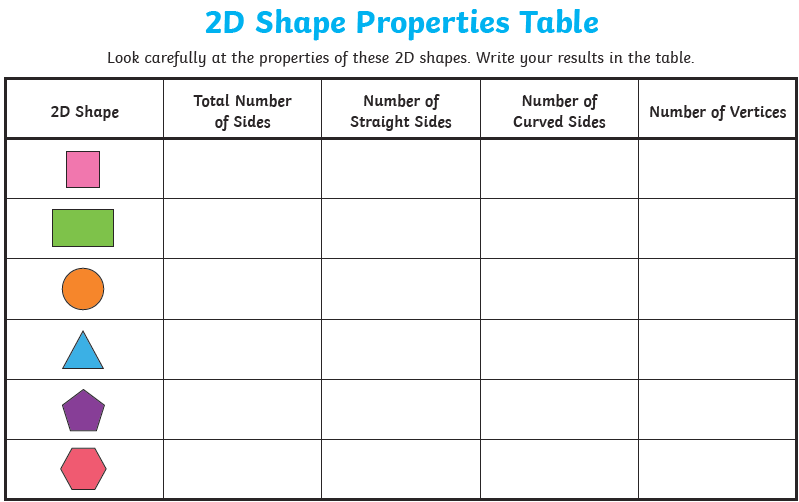 2D Shape Properties Table
Look carefully at the properties of these 2D shapes. Write your results in the table.
2D Shape
Total Number
of Sides
Number of
Straight Sides
Number of
Curved Sides
Number of Vertices